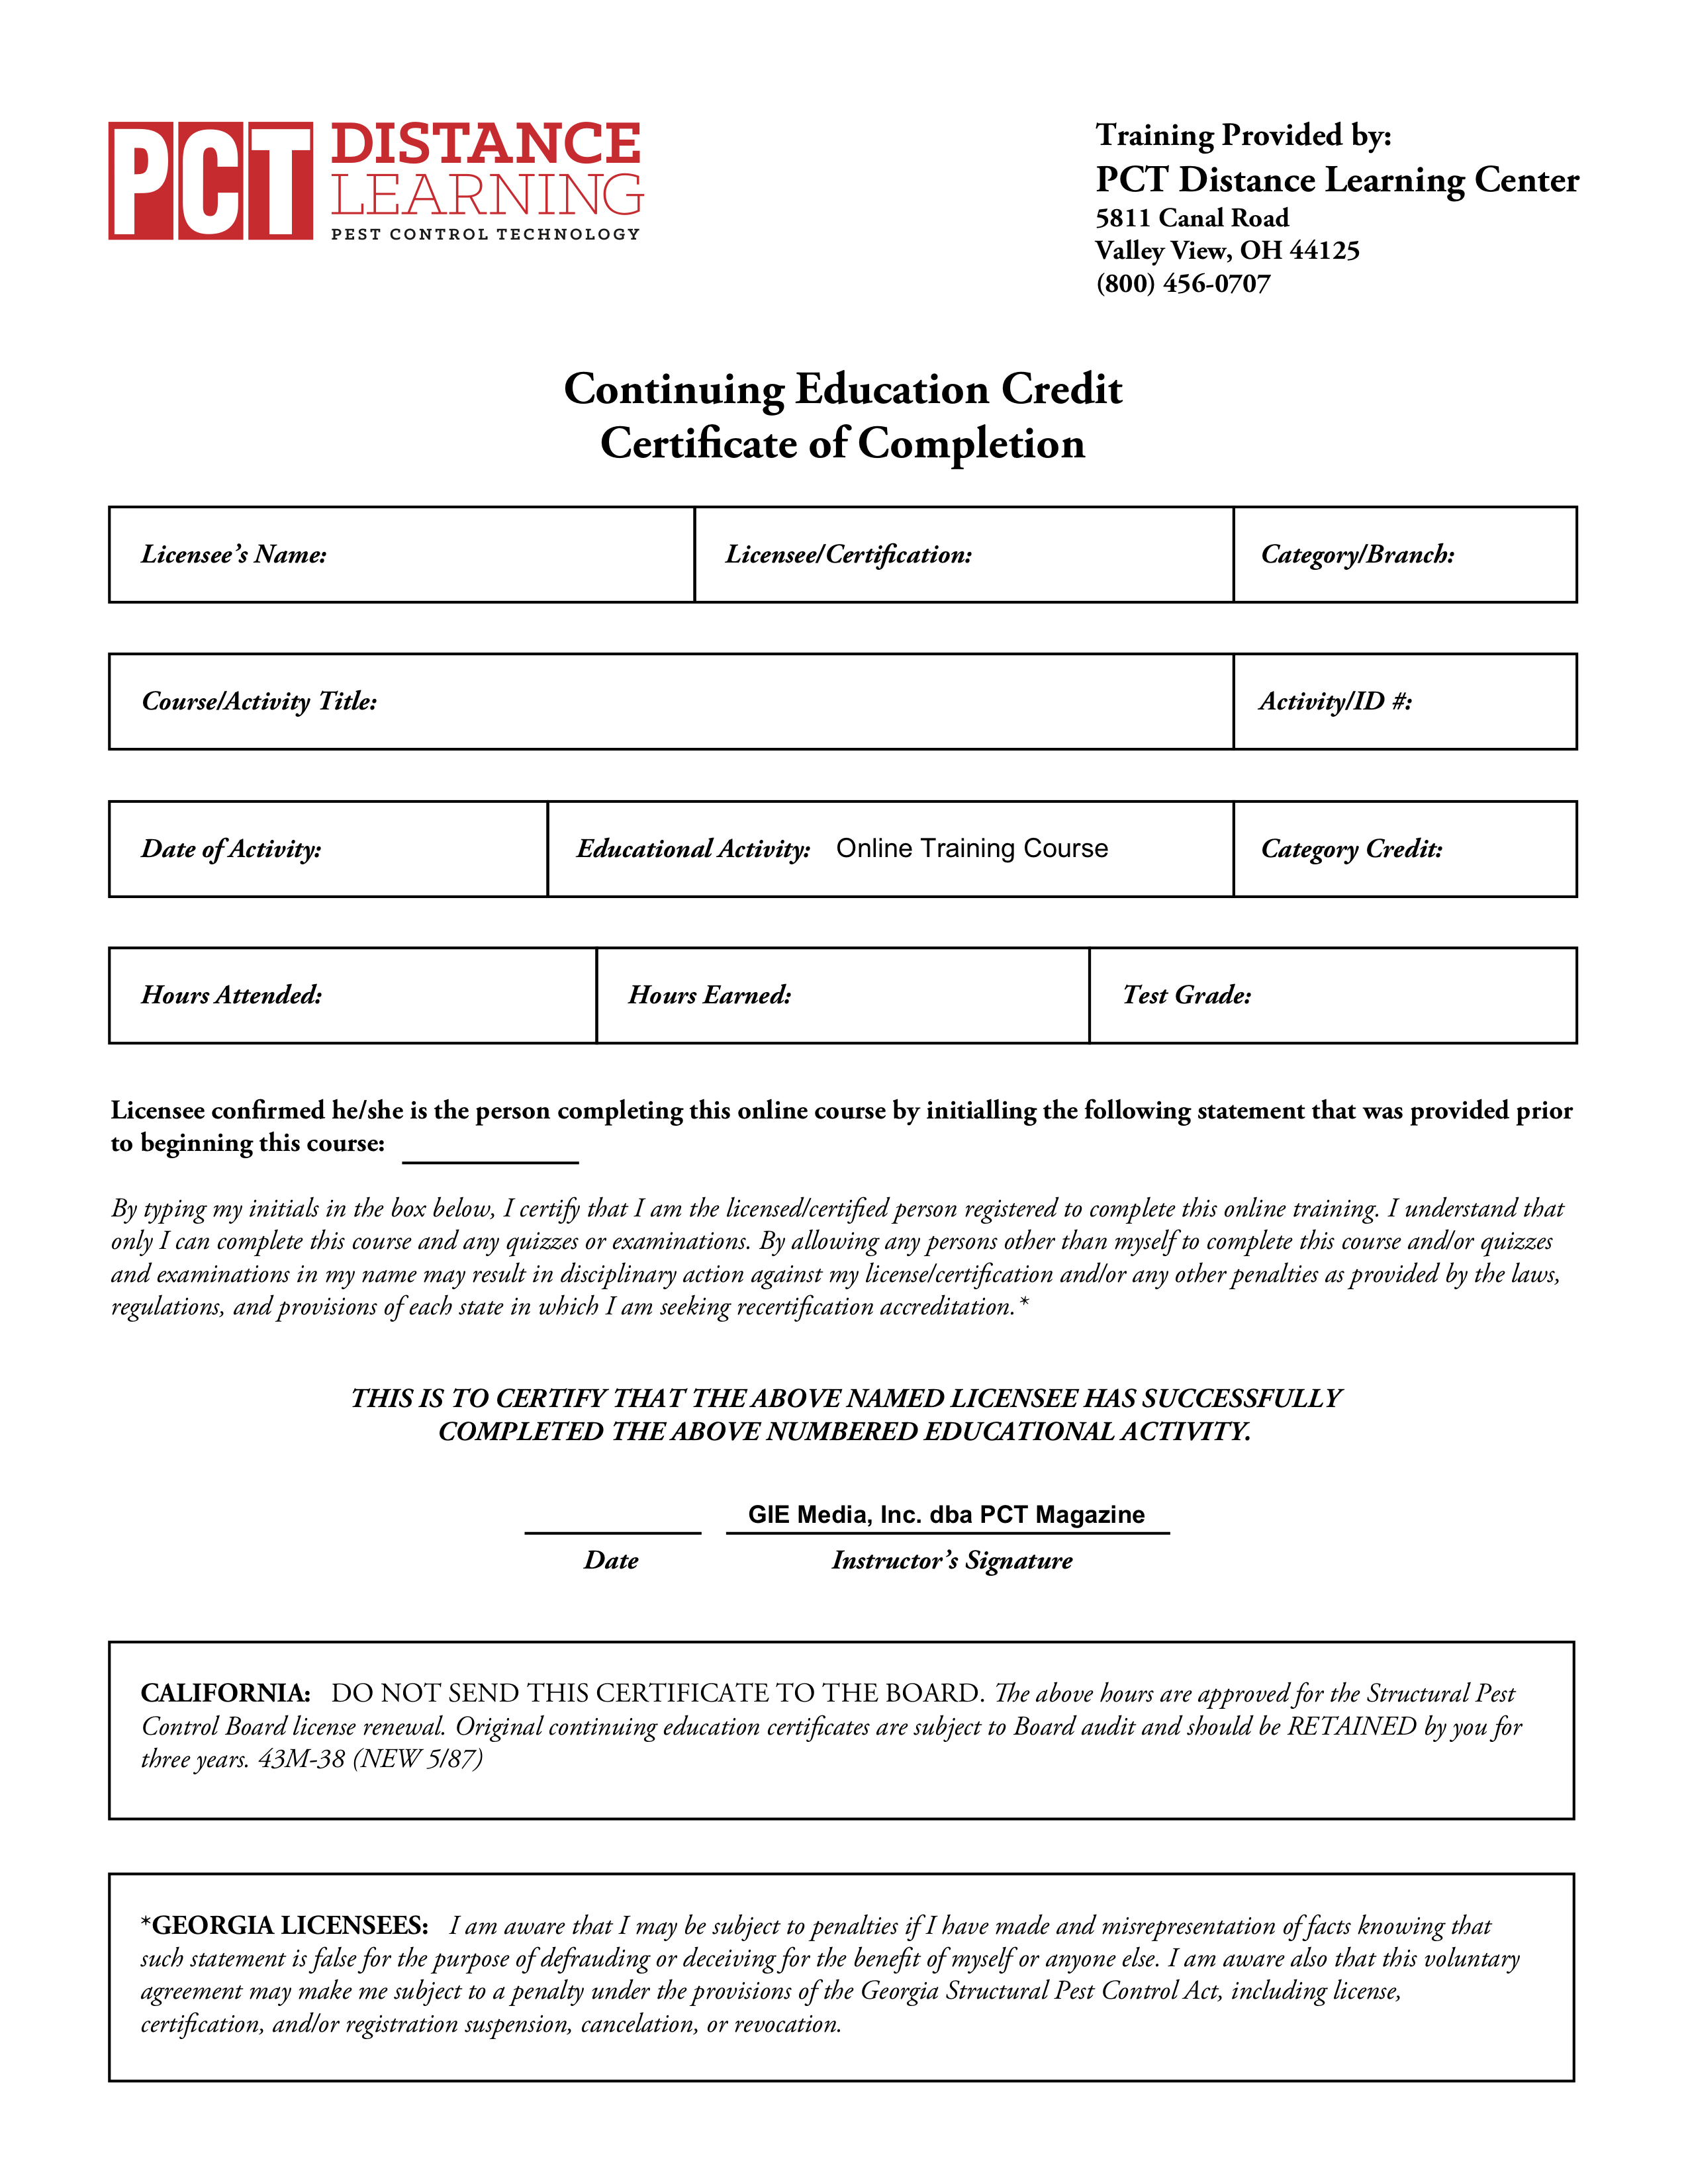 PCT DISTANCE
LEARNING
PEST CONTROL TECHNOLOGY
Training Provided by:
PCT Distance Learning Center
5811 Canal Road
Valley View, OH 44125
(800) 456-0707
Continuing Education Credit
Certificate of Completion
Licensee's Name: Licensee/Certification: Category/Branch:
Course/Activity Title: Activity/ID #:
Date of Activity: Educational Activity: Online Training Course Category Credit:
Hours Attended: Hours Earned: Test Grade:
Licensee confirmed he/she is the person completing this online course by initialling the following statement that was provided prior
to beginning this course:
By typing my initials in the box below, I certify that I am the licensed/certified person registered to complete this online training. I understand that
only I can complete this course and any quizzes or examinations. By allowing any persons other than myself to complete this course and/or quizzes
and examinations in my name may result in disciplinary action against my license/certification and/or any other penalties as provided by the laws,
regulations, and provisions of each state in which I am seeking recertification accreditation.*
THIS IS TO CERTIFY THAT THE ABOVE NAMED LICENSEE HAS SUCCESSFULLY
COMPLETED THE ABOVE NUMBERED EDUCATIONAL ACTIVITY.
GIE Media, Inc. dba PCT Magazine
Date Instructor's Signature
CALIFORNIA: DO NOT SEND THIS CERTIFICATE TO THE BOARD. The above hours are approved for the Structural Pest
Control Board license renewal. Original continuing education certificates are subject to Board audit and should be RETAINED by you for
three years. 43M-38 (NEW 5/87)
*GEORGIA LICENSEES: I am aware that I may be subject to penalties if I have made and misrepresentation of facts knowing that
such statement is false for the purpose of defrauding or deceiving for the benefit of myself or anyone else. I am aware also that this voluntary
agreement may make me subject to a penalty under the provisions of the Georgia Structural Pest Control Act, including license,
certification, and/or registration suspension, cancelation, or revocation.